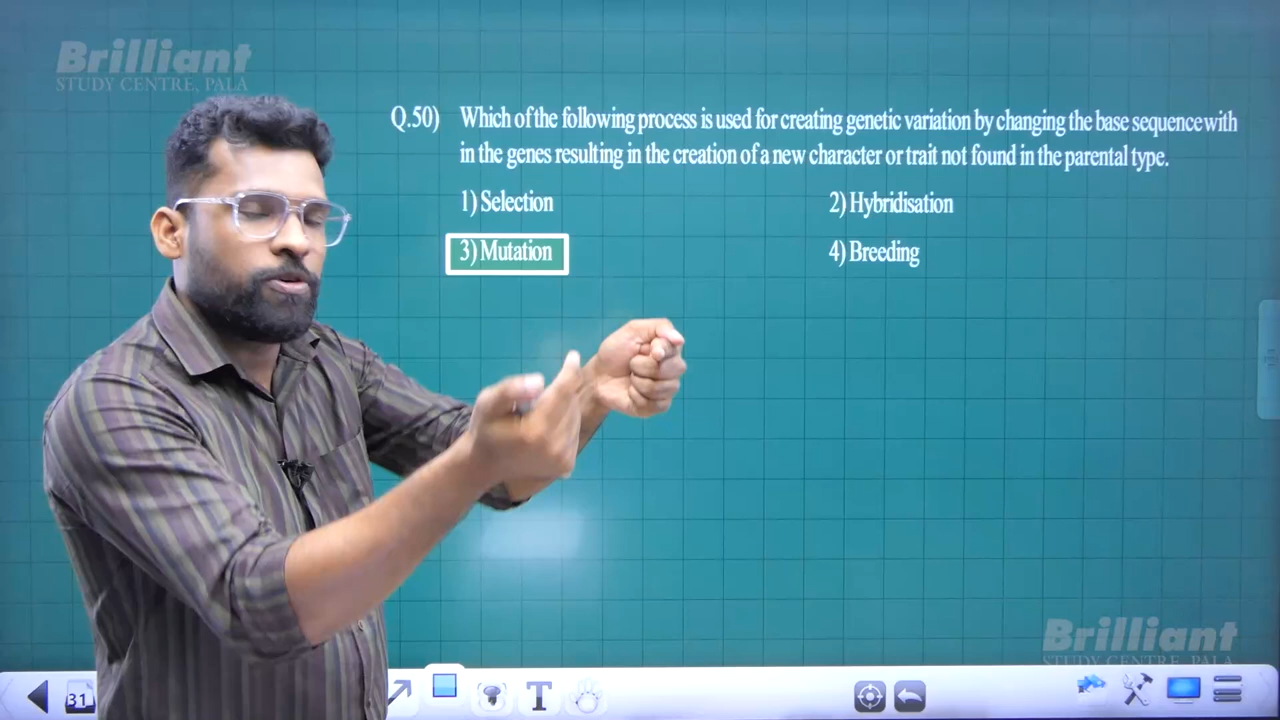 Brilliant
STUDY CENTRE, PALA
Q.50) Which of the following process is used for creating genetic variation by changing the base sequence with
in the genes resulting in the creation of a new character or trait not found in the parental type.
1) Selection 2) Hybridisation
3) Mutation 4) Breeding
Brilliant
STUDY CENTRE, PALA
31 T